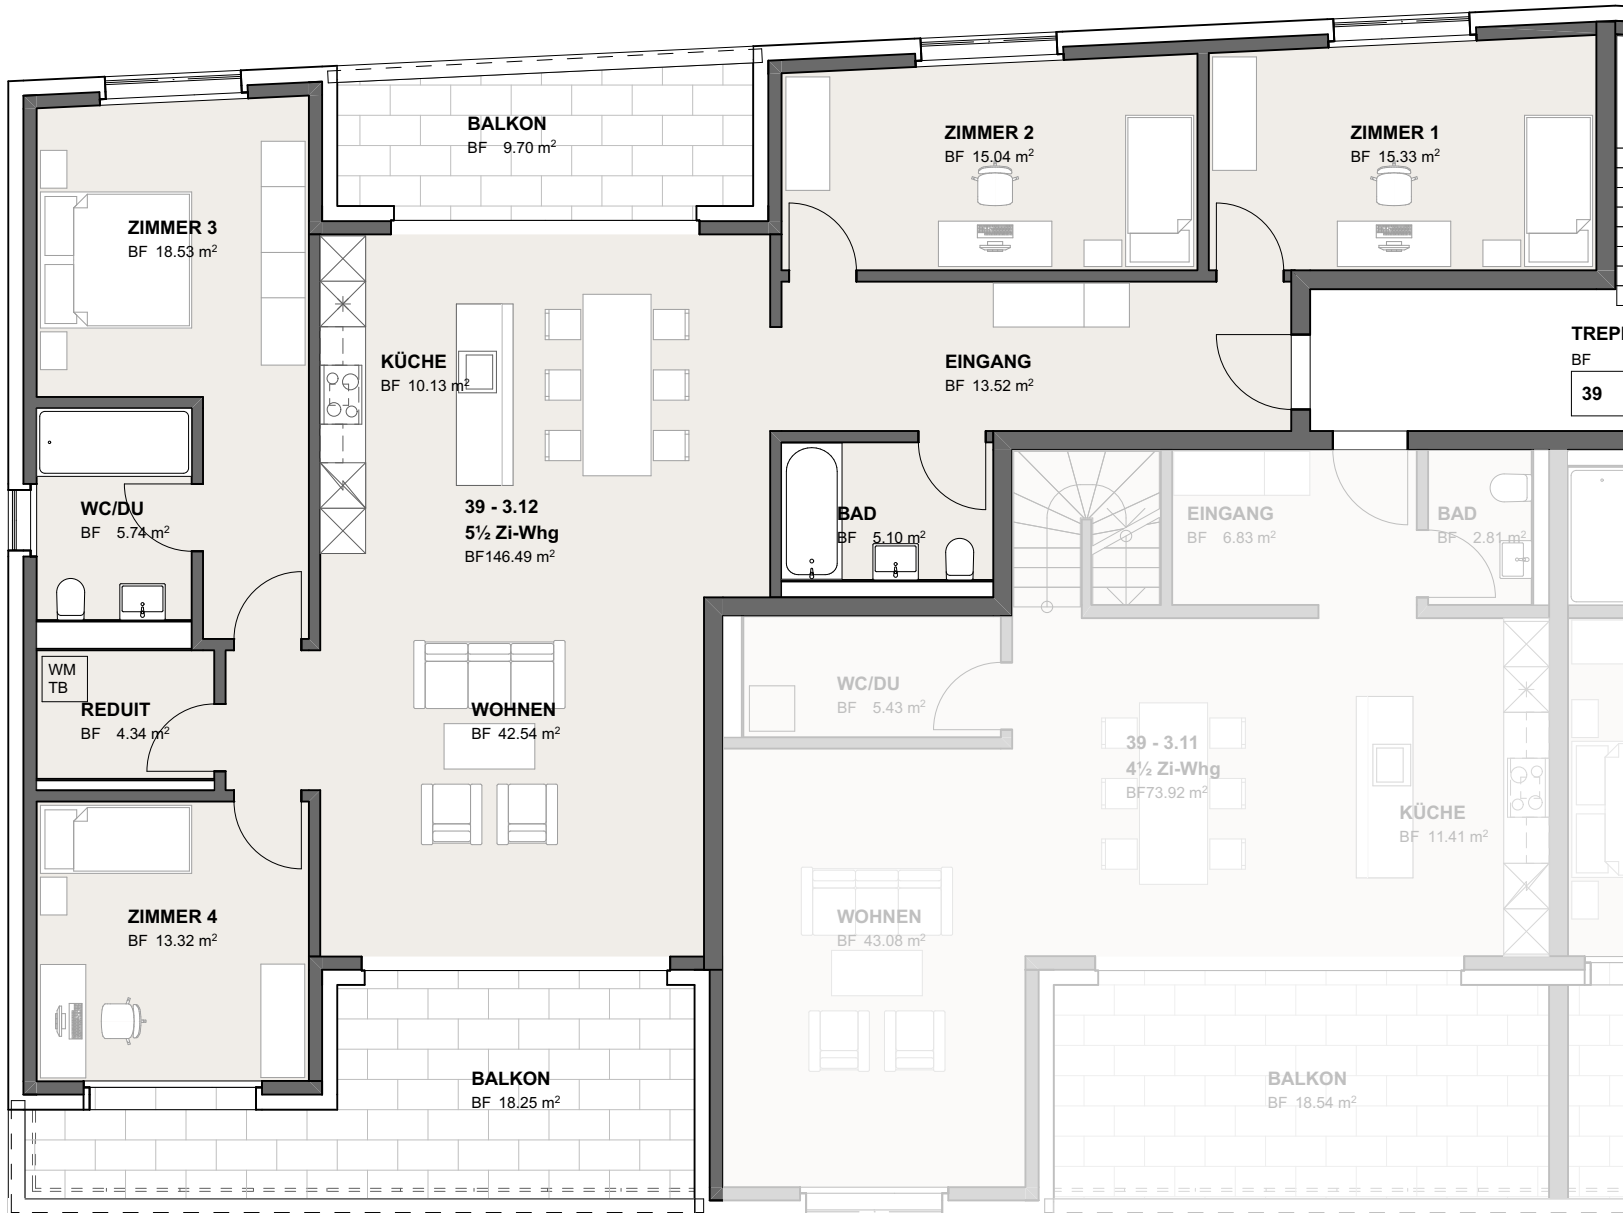 BALKON
BF 9.70 m²
ZIMMER 2
BF 15.04 m²
ZIMMER 1
BF 15.33 m²
ZIMMER 3
BF 18.53 m²
KÜCHE
BF 10.13 m²
EINGANG
BF 13.52 m²
BF
39
WC/DU
BF 5.74 m²
39 - 3.12
5½ Zi-Whg
BF146.49 m²
BAD
BF 5.10 m²
EINGANG
BF 6.83 m²
BAD
BF 2.81 m²
WM
TB
REDUIT
BF 4.34 m²
WOHNEN
BF 42.54 m²
WC/DU
BF 5.43 m²
39 - 3.11
4½ Zi-Whg
BF73.92 m²
KÜCHE
BF 11.41 m²
ZIMMER 4
BF 13.32 m²
WOHNEN
BF 43.08 m²
BALKON
BF 18.25 m²
BALKON
BF 18.54 m²